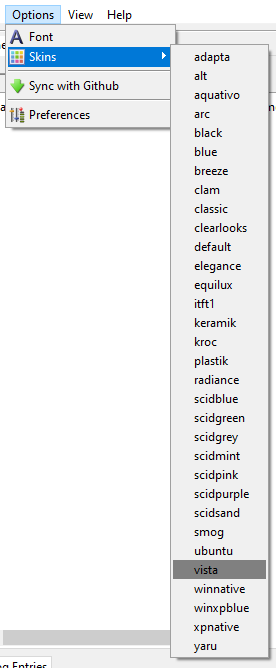 Options View Help
Font
Skins
Sync with Github
Preferences
adapta
alt
aquativo
arc
black
blue
breeze
clam
classic
clearlooks
default
elegance
equilux
itft1
keramik
kroc
plastik
radiance
scidblue
scidgreen
scidgrey
scidmint
scidpink
scidpurple
scidsand
smog
ubuntu
vista
winnative
winxpblue
xpnative
yaru
Entries